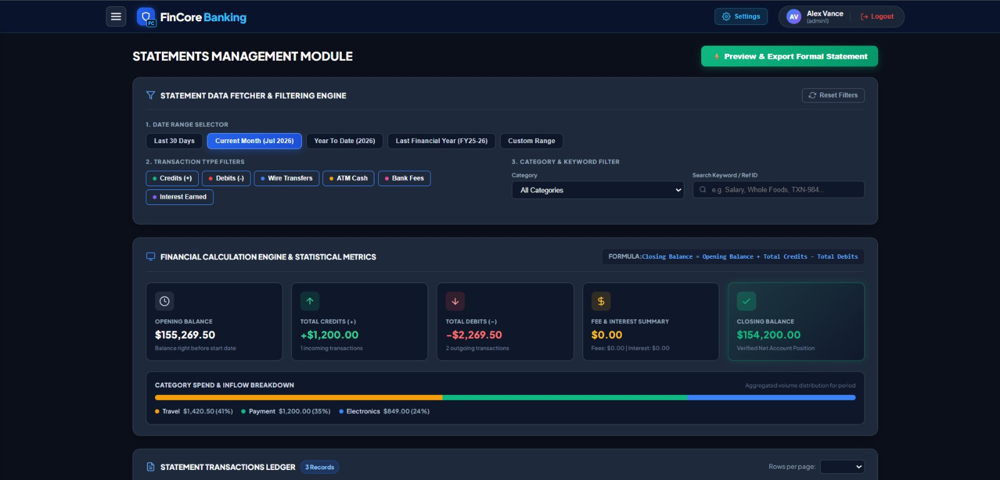 FC
FinCore Banking
Settings
AV
Alex Vance
(admin1)
Logout
STATEMENTS MANAGEMENT MODULE
Preview & Export Formal Statement
STATEMENT DATA FETCHER & FILTERING ENGINE
Reset Filters
1. DATE RANGE SELECTOR
Last 30 Days
Current Month (Jul 2026)
Year To Date (2026)
Last Financial Year (FY25-26)
Custom Range
2. TRANSACTION TYPE FILTERS
Credits (+)
Debits (-)
Wire Transfers
ATM Cash
Bank Fees
Interest Earned
3. CATEGORY & KEYWORD FILTER
Category
All Categories
Search Keyword / Ref ID
e.g. Salary, Whole Foods, TXN-984...
FINANCIAL CALCULATION ENGINE & STATISTICAL METRICS
FORMULA:Closing Balance = Opening Balance + Total Credits - Total Debits
OPENING BALANCE
$155,269.50
Balance right before start date
TOTAL CREDITS (+)
+$1,200.00
1 incoming transactions
TOTAL DEBITS (-)
-$2,269.50
2 outgoing transactions
FEE & INTEREST SUMMARY
$0.00
Fees: $0.00 | Interest: $0.00
CLOSING BALANCE
$154,200.00
Verified Net Account Position
CATEGORY SPEND & INFLOW BREAKDOWN
Aggregated volume distribution for period
Travel $1,420.50 (41%)
Payment $1,200.00 (35%)
Electronics $849.00 (24%)
STATEMENT TRANSACTIONS LEDGER
3 Records
Rows per page: